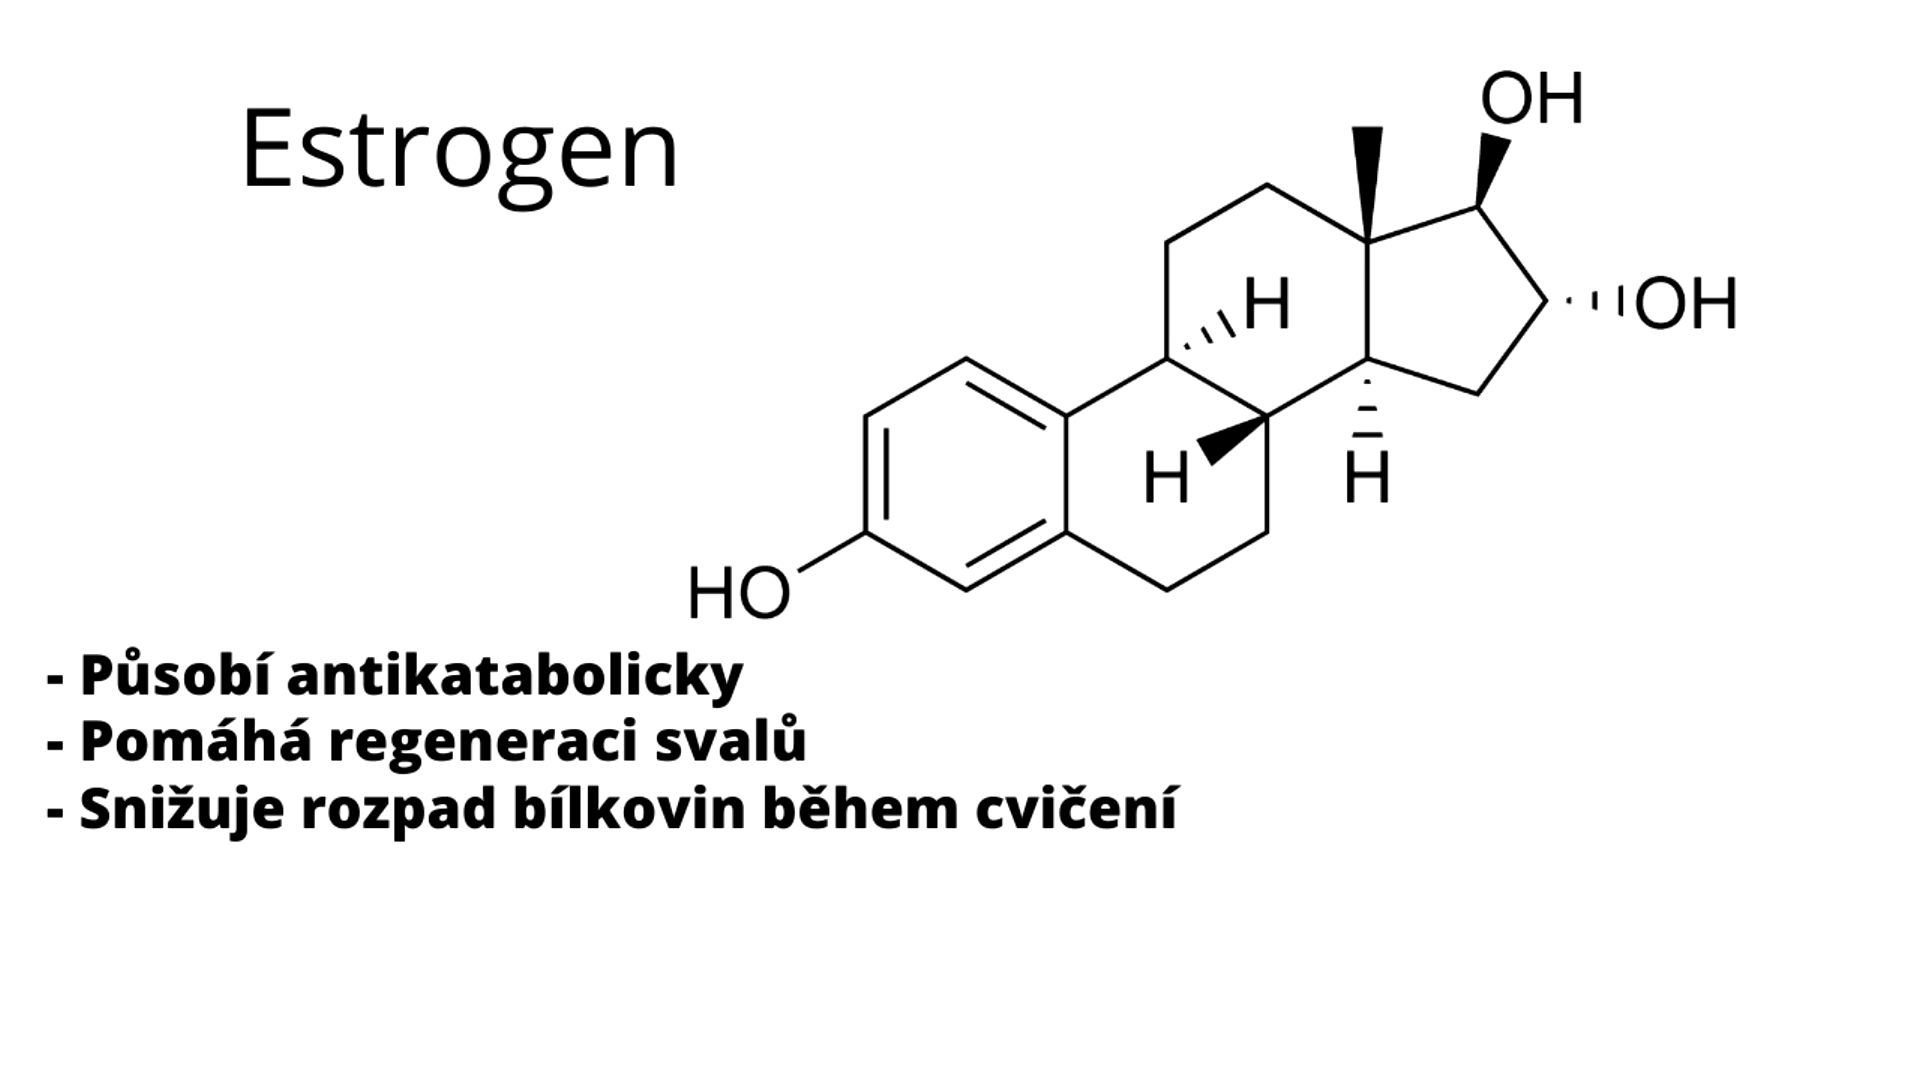 Estrogen
OH
OH
H
H
H
HO
- Působí antikatabolicky
- Pomáhá regeneraci svalů
- Snižuje rozpad bílkovin během cvičení